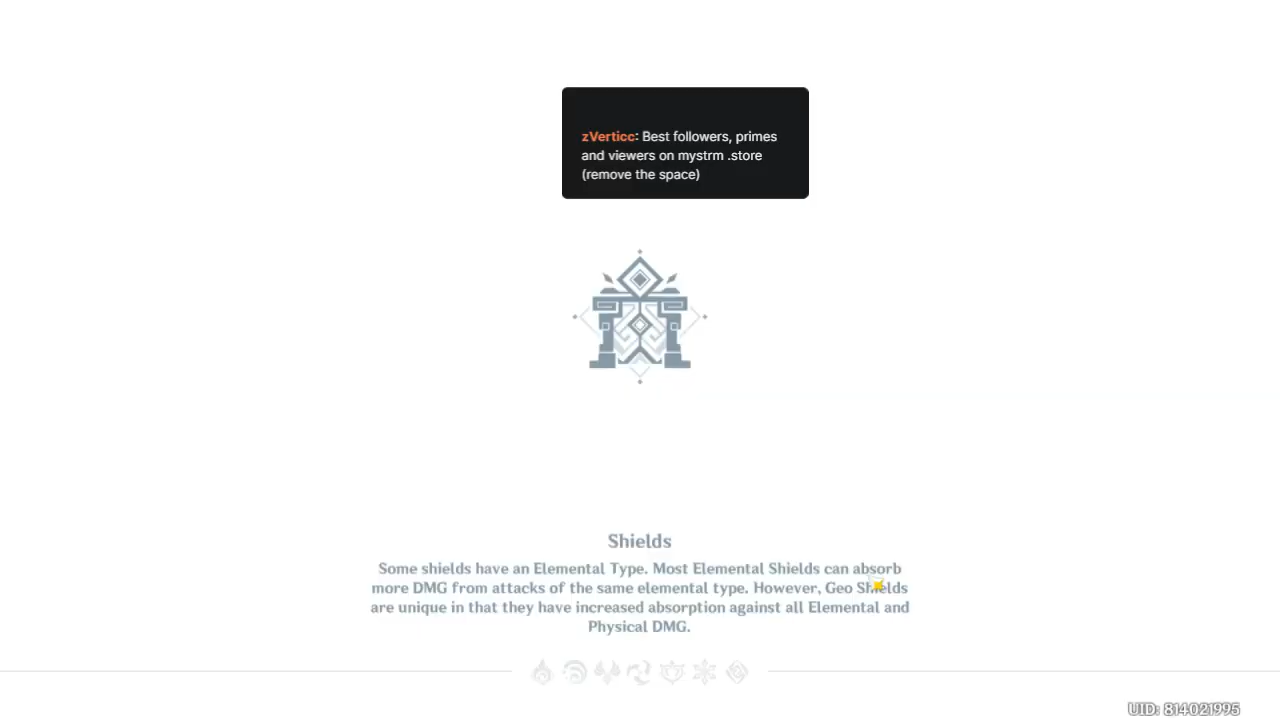 zVerticc: Best followers, primes
and viewers on mystrm .store
(remove the space)
Shields
Some shields have an Elemental Type. Most Elemental Shields can absorb
more DMG from attacks of the same elemental type. However, Geo Shields
are unique in that they have increased absorption against all Elemental and
Physical DMG.
UID: 814021995